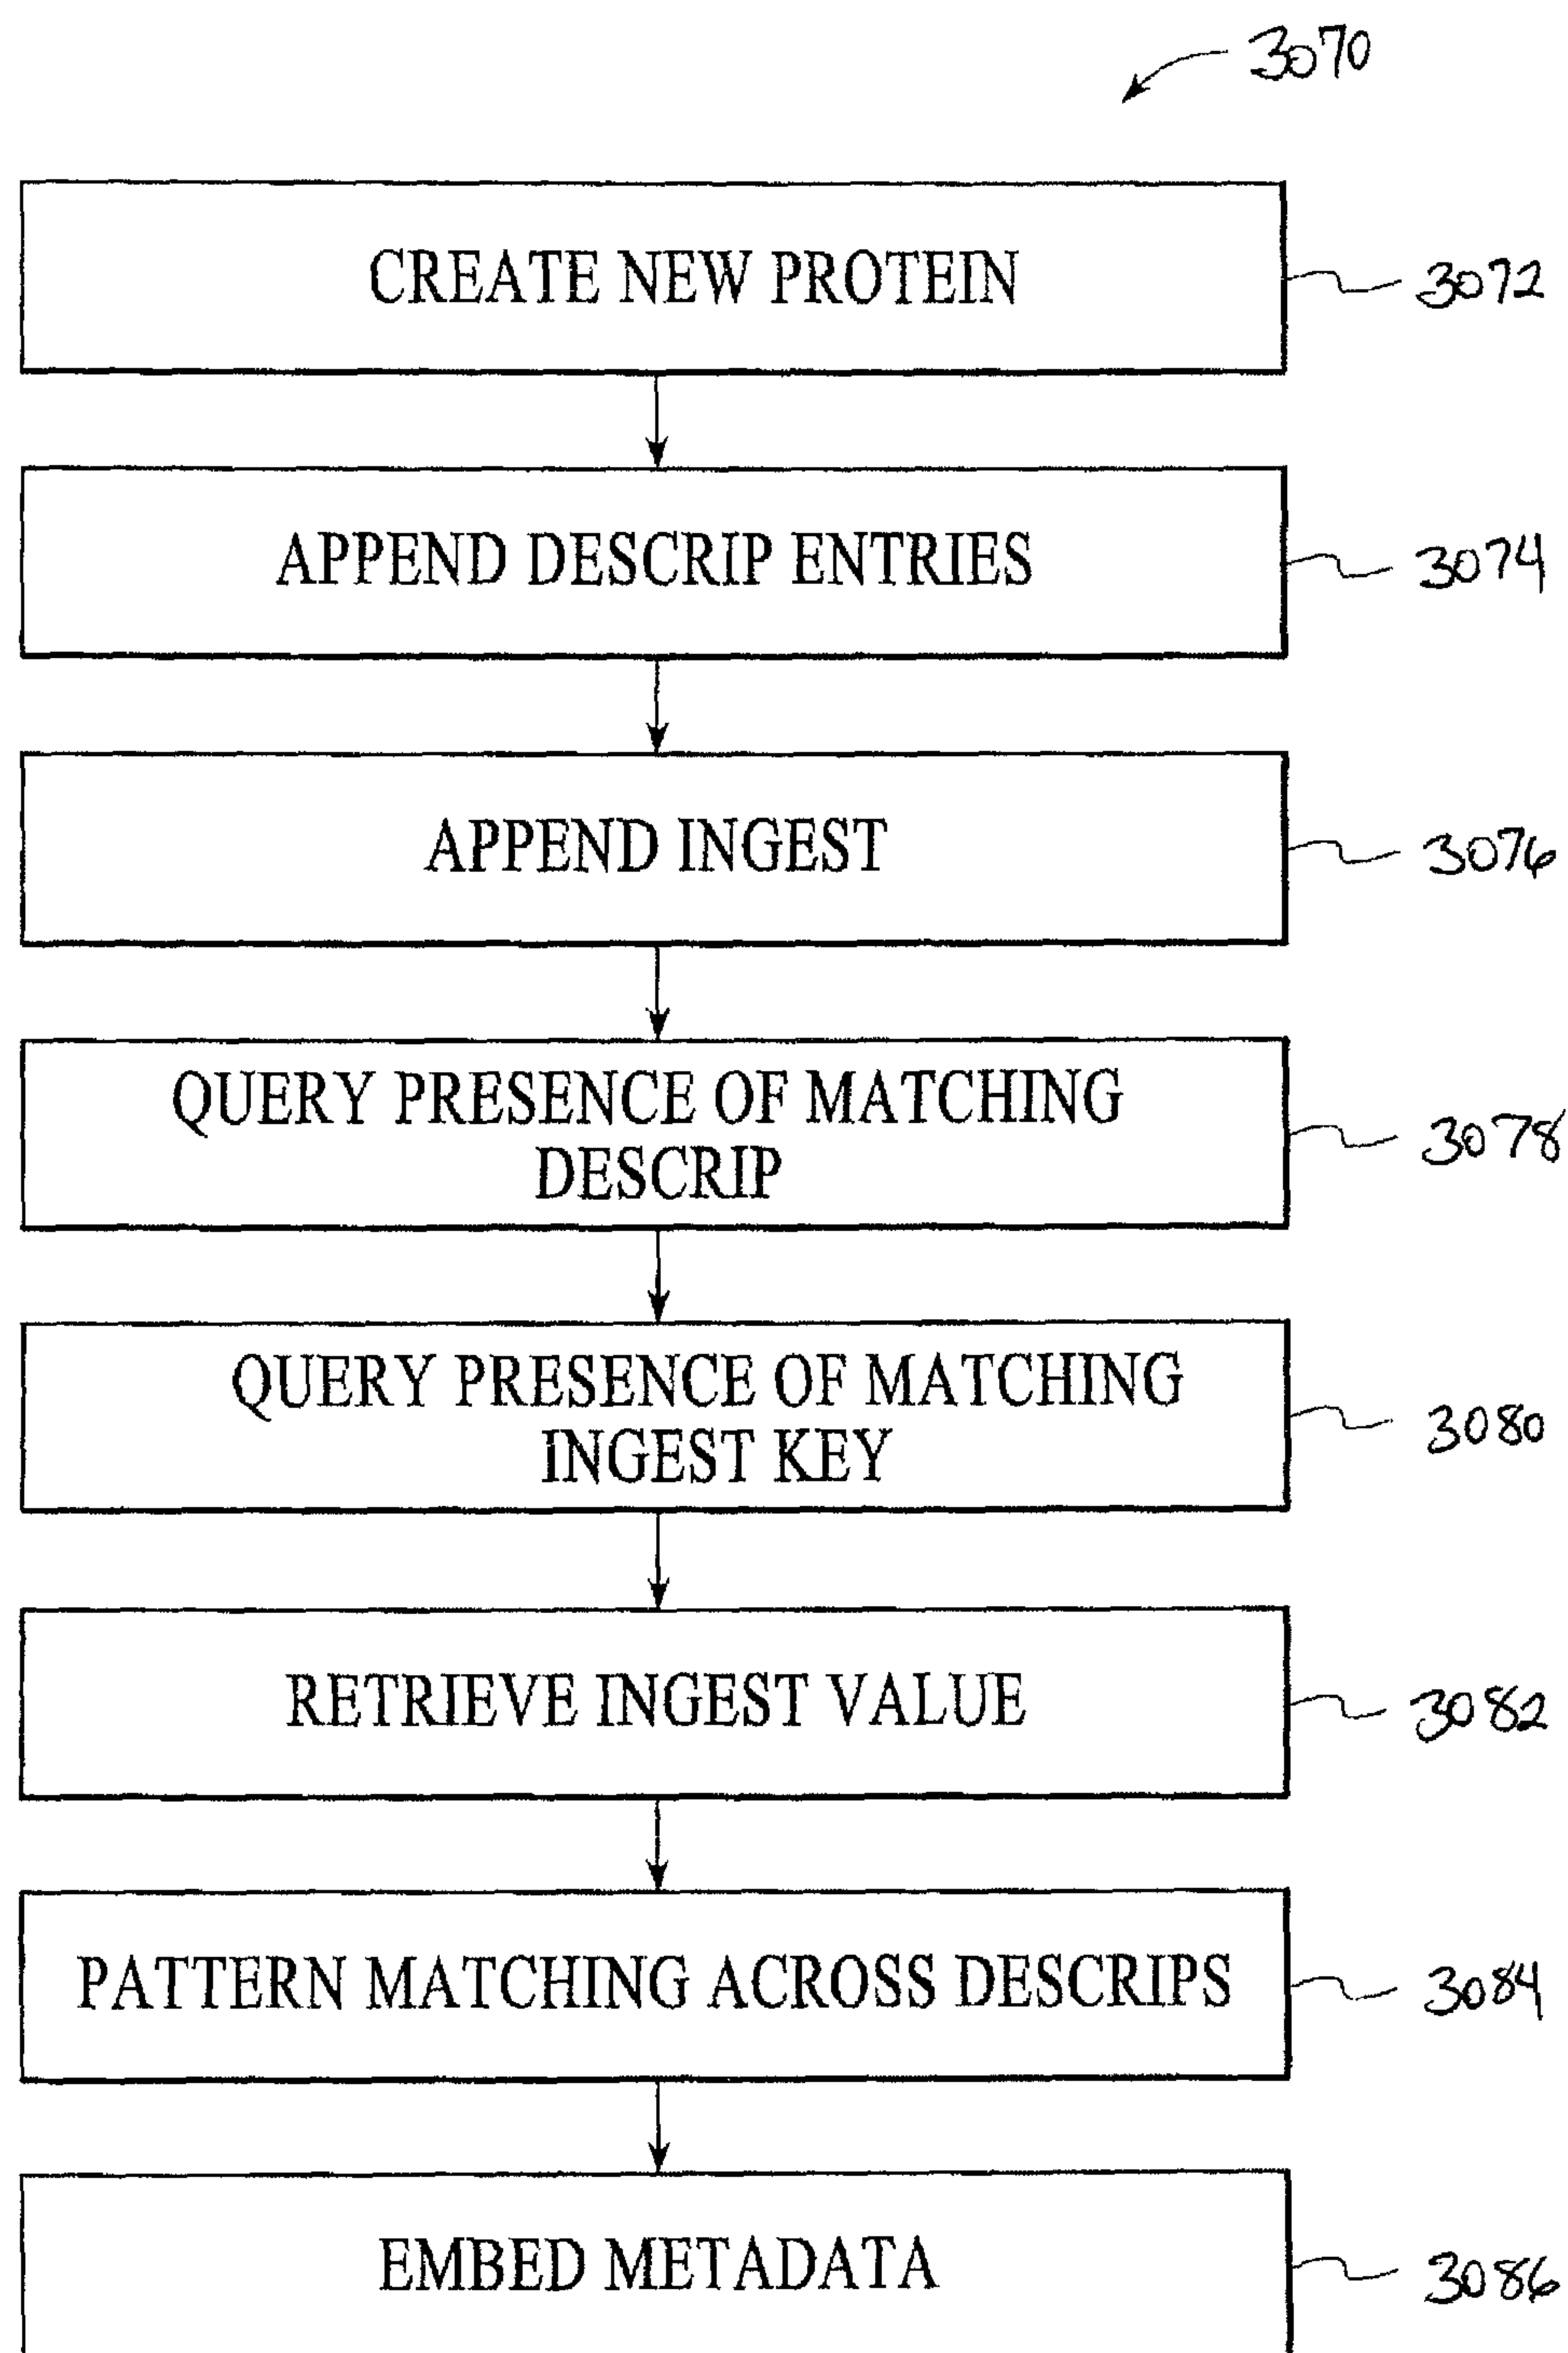 3070
CREATE NEW PROTEIN
3072
APPEND DESCRIP ENTRIES
3074
APPEND INGEST
3076
QUERY PRESENCE OF MATCHING
DESCRIP
3078
QUERY PRESENCE OF MATCHING
INGEST KEY
3080
RETRIEVE INGEST VALUE
3082
PATTERN MATCHING ACROSS DESCRIPS
3084
EMBED METADATA
3086